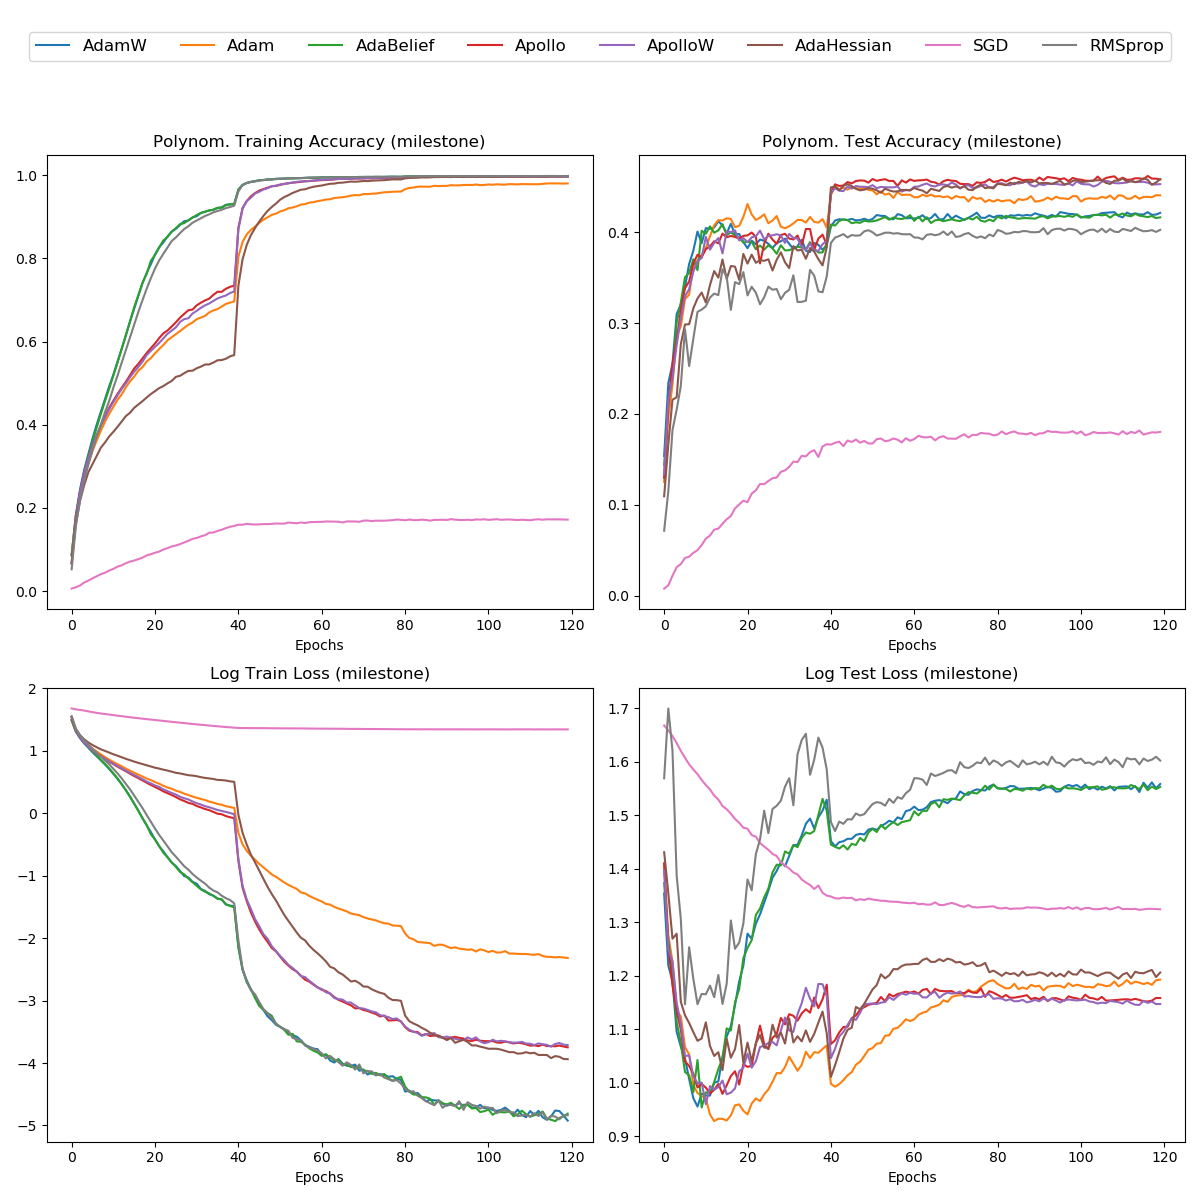 AdamW Adam AdaBelief Apollo ApolloW AdaHessian SGD RMSprop
Polynom. Training Accuracy (milestone)
1.0
0.8
0.6
0.4
0.2
0.0
0 20 40 60 80 100 120
Epochs
Polynom. Test Accuracy (milestone)
0.4
0.3
0.2
0.1
0.0
0 20 40 60 80 100 120
Epochs
Log Train Loss (milestone)
2
1
0
−1
−2
−3
−4
−5
0 20 40 60 80 100 120
Epochs
Log Test Loss (milestone)
1.7
1.6
1.5
1.4
1.3
1.2
1.1
1.0
0.9
0 20 40 60 80 100 120
Epochs